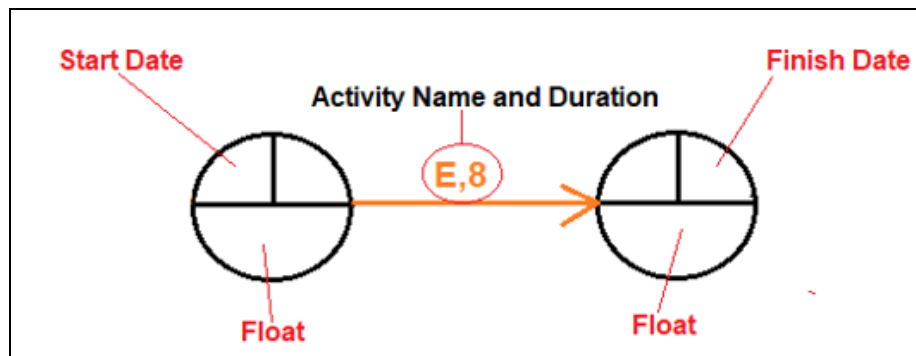 Start Date
Finish Date
Activity Name and Duration
E,8
Float
Float